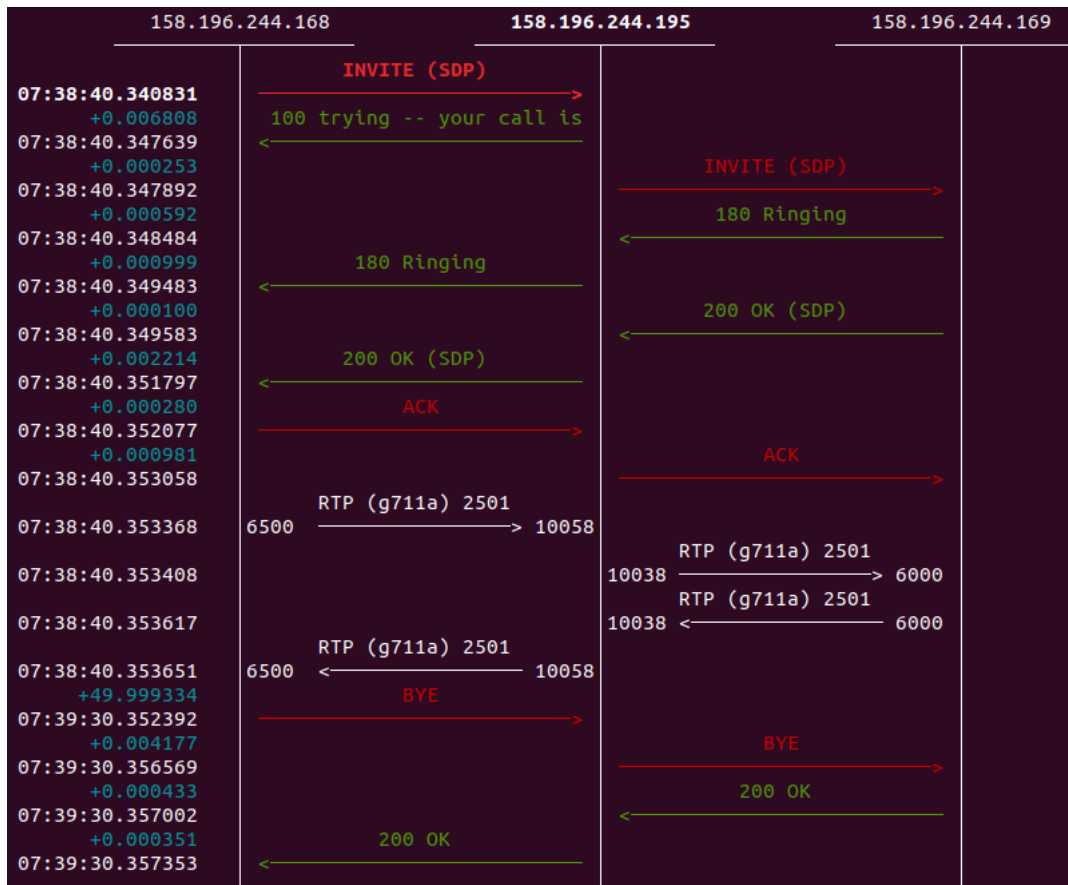 158.196.244.168 158.196.244.195 158.196.244.169
INVITE (SDP)
07:38:40.340831
+0.006808 100 trying -- your call is
07:38:40.347639
+0.000253 INVITE (SDP)
07:38:40.347892
+0.000592 180 Ringing
07:38:40.348484
+0.000999 180 Ringing
07:38:40.349483
+0.000100 200 OK (SDP)
07:38:40.349583
+0.002214 200 OK (SDP)
07:38:40.351797
+0.000280 ACK
07:38:40.352077
+0.000981 ACK
07:38:40.353058
RTP (g711a) 2501
07:38:40.353368 6500 10058
RTP (g711a) 2501
07:38:40.353408 10038 6000
RTP (g711a) 2501
07:38:40.353617 10038 6000
RTP (g711a) 2501
07:38:40.353651 6500 10058
+49.999334 BYE
07:39:30.352392
+0.004177 BYE
07:39:30.356569
+0.000433 200 OK
07:39:30.357002
+0.000351 200 OK
07:39:30.357353